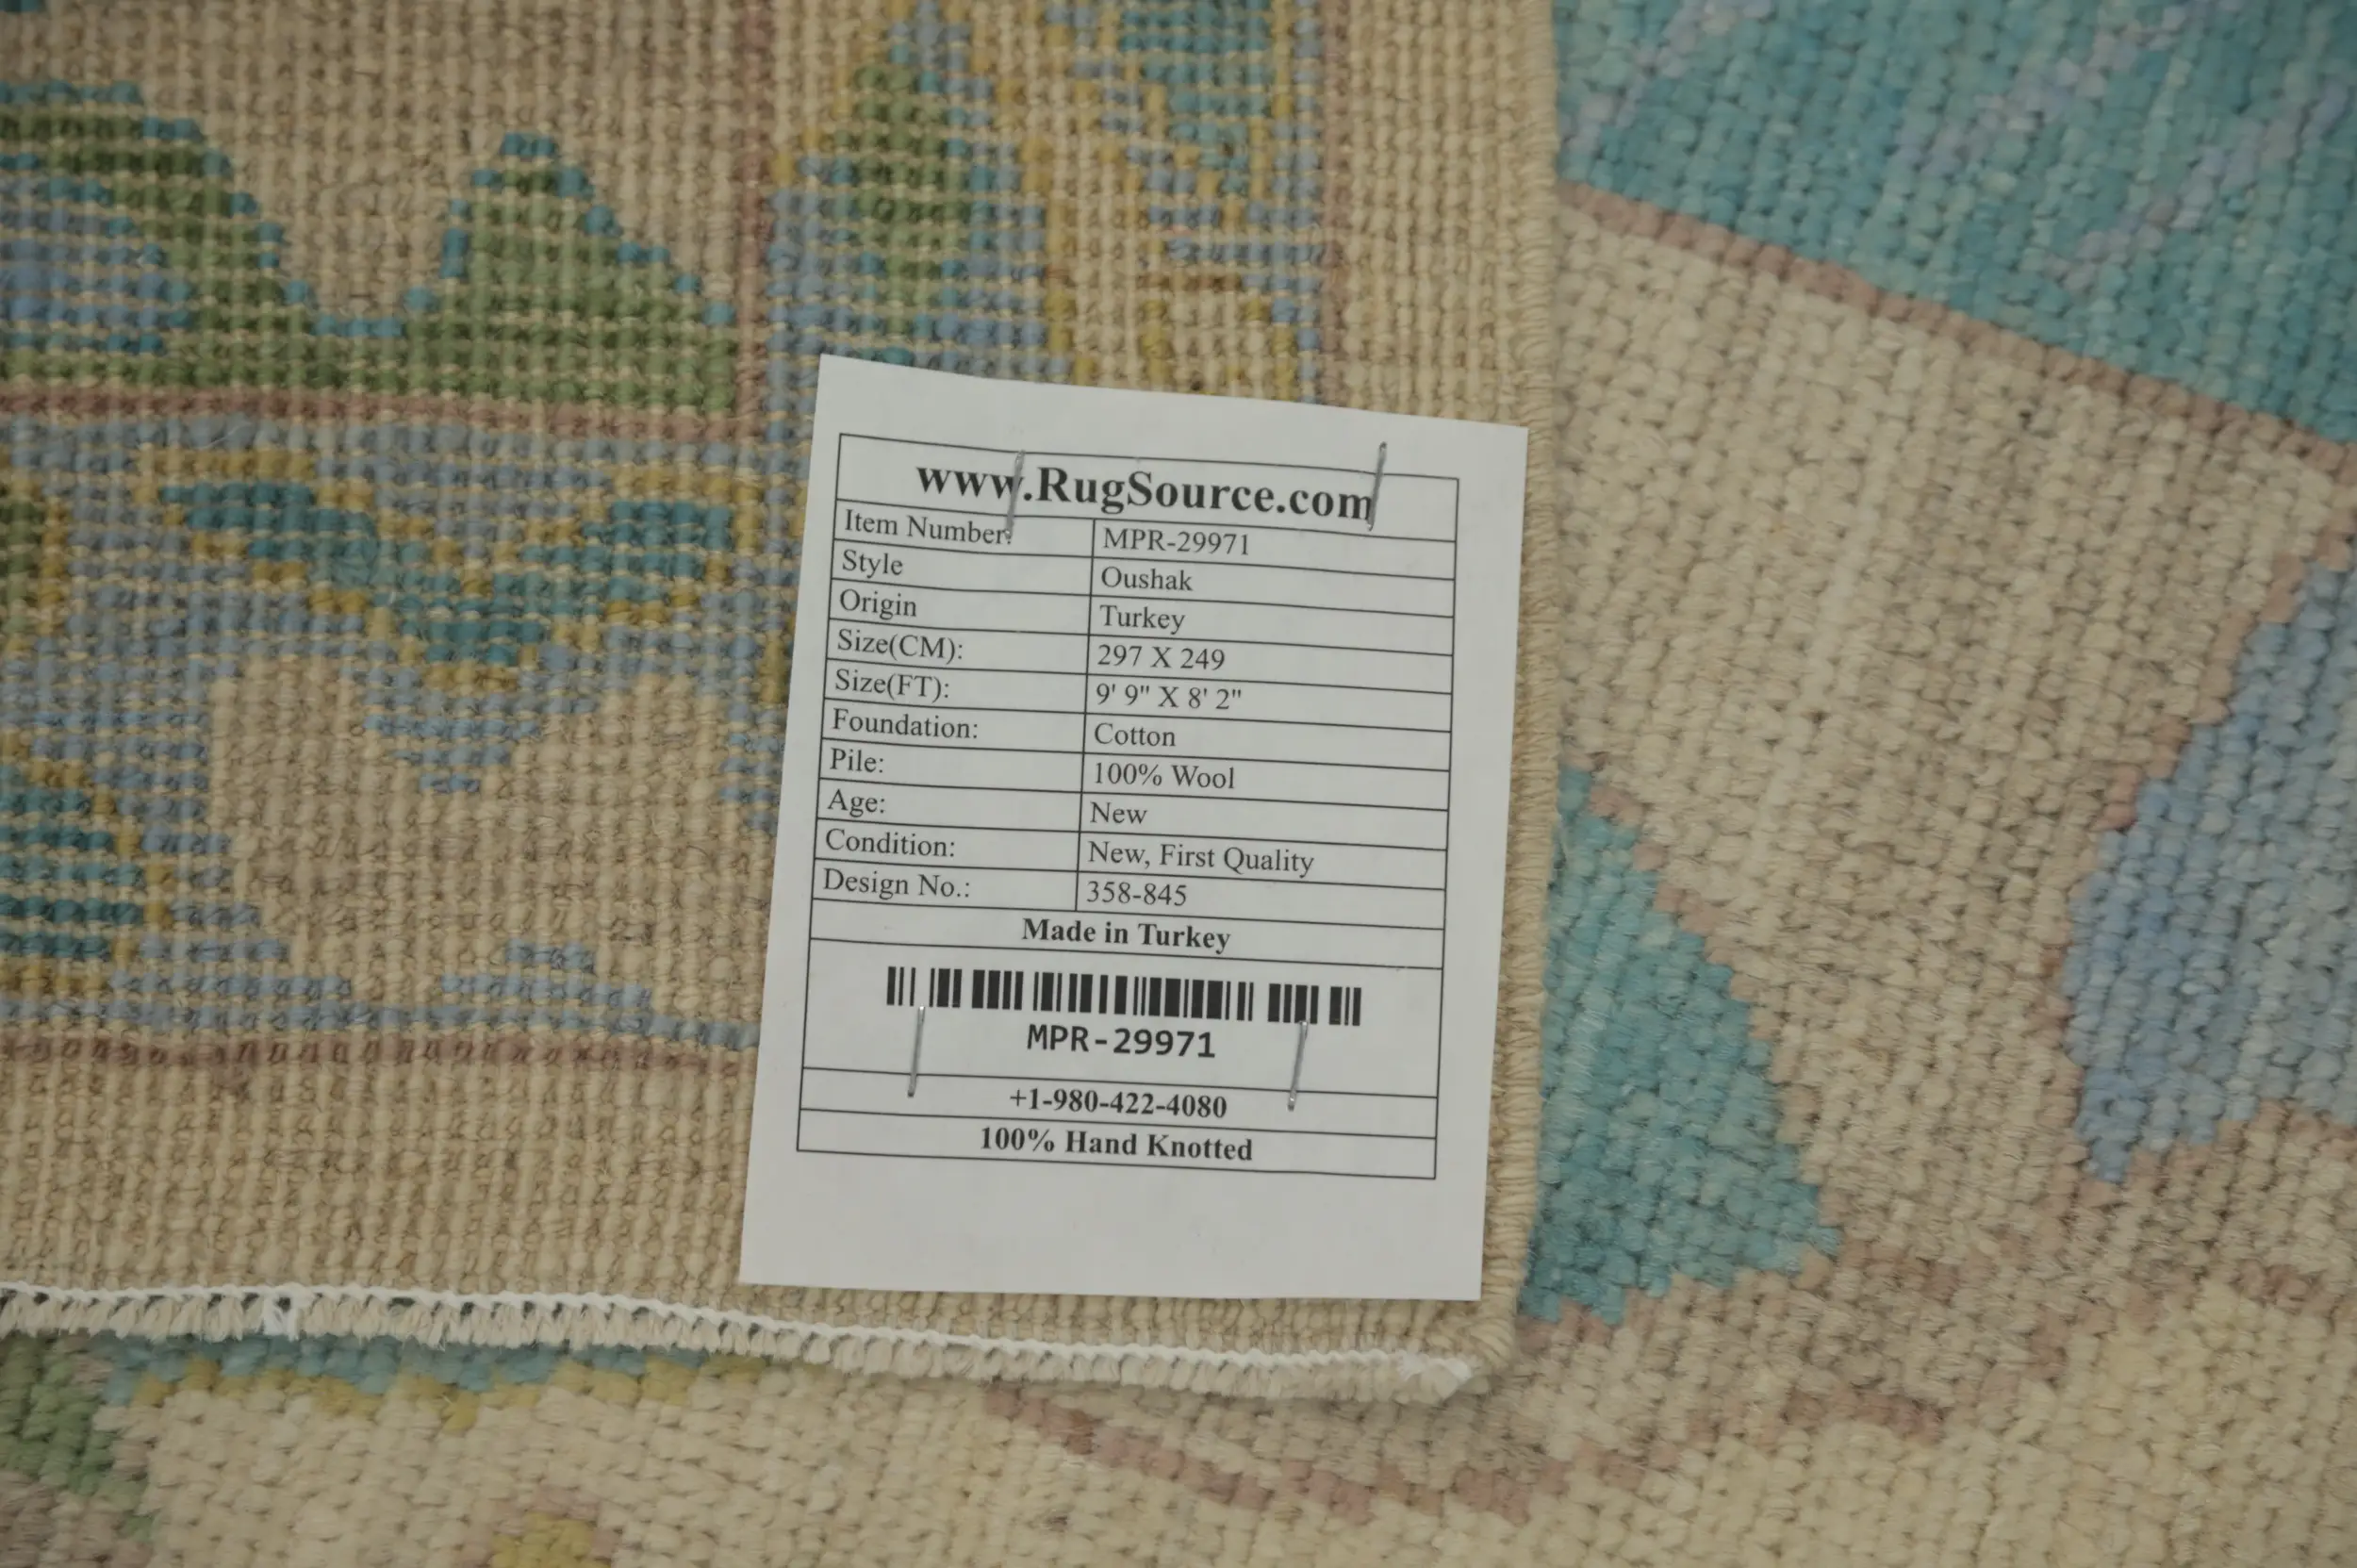 www.RugSource.com
Item Number: MPR-29971
Style Oushak
Origin Turkey
Size(CM): 297 X 249
Size(FT): 9' 9" X 8' 2"
Foundation: Cotton
Pile: 100% Wool
Age: New
Condition: New, First Quality
Design No.: 358-845
Made in Turkey
MPR-29971
+1-980-422-4080
100% Hand Knotted